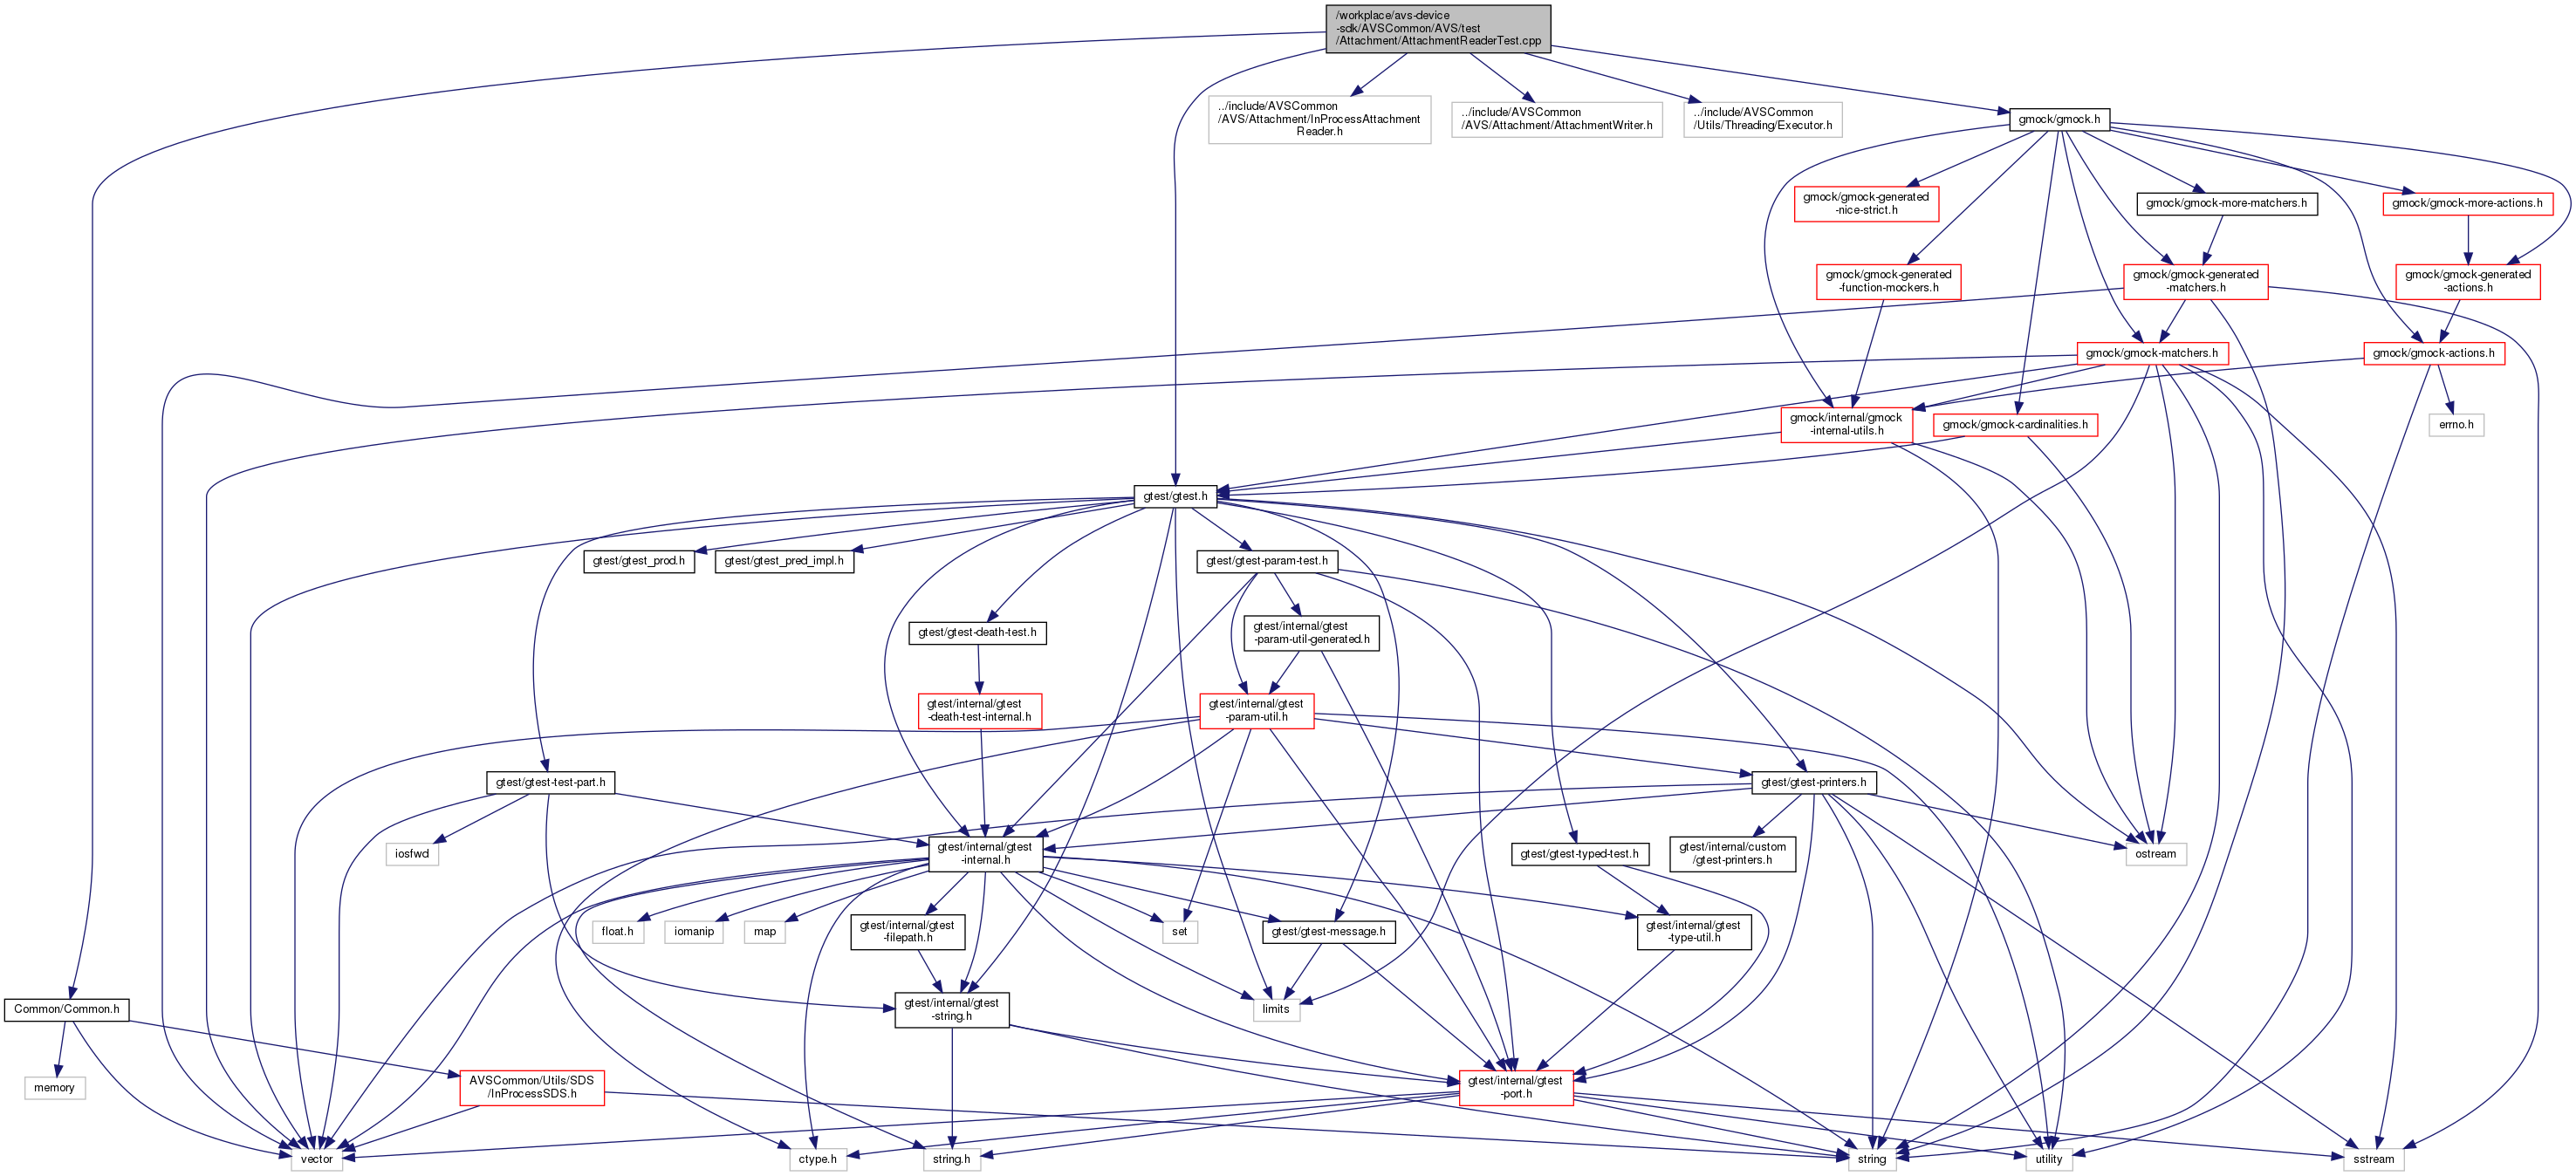 /workplace/avs-device
-sdk/AVSCommon/AVS/test
/Attachment/AttachmentReaderTest.cpp
../include/AVSCommon
/AVS/Attachment/InProcessAttachment
Reader.h
../include/AVSCommon
/AVS/Attachment/AttachmentWriter.h
../include/AVSCommon
/Utils/Threading/Executor.h
gmock/gmock.h
gmock/gmock-generated
-nice-strict.h
gmock/gmock-more-matchers.h
gmock/gmock-more-actions.h
gmock/gmock-generated
-function-mockers.h
gmock/gmock-generated
-matchers.h
gmock/gmock-generated
-actions.h
gmock/gmock-matchers.h
gmock/gmock-actions.h
gmock/internal/gmock
-internal-utils.h
gmock/gmock-cardinalities.h
errno.h
gtest/gtest.h
gtest/gtest_prod.h
gtest/gtest_pred_impl.h
gtest/gtest-param-test.h
gtest/gtest-death-test.h
gtest/internal/gtest
-param-util-generated.h
gtest/internal/gtest
-death-test-internal.h
gtest/internal/gtest
-param-util.h
gtest/gtest-test-part.h
gtest/gtest-printers.h
iosfwd
gtest/internal/gtest
-internal.h
gtest/gtest-typed-test.h
gtest/internal/custom
/gtest-printers.h
ostream
float.h
iomanip
map
gtest/internal/gtest
-filepath.h
set
gtest/gtest-message.h
gtest/internal/gtest
-type-util.h
Common/Common.h
gtest/internal/gtest
-string.h
limits
memory
AVSCommon/Utils/SDS
/InProcessSDS.h
gtest/internal/gtest
-port.h
vector
ctype.h
string.h
string
utility
sstream